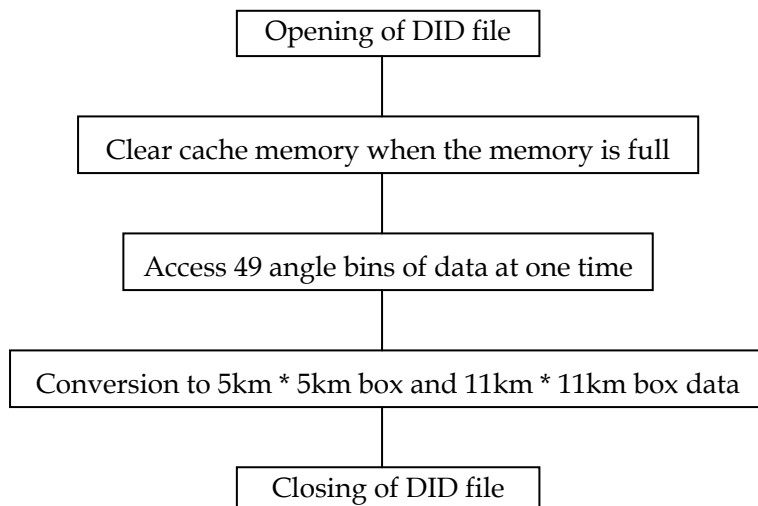 Opening of DID file
Clear cache memory when the memory is full
Access 49 angle bins of data at one time
Conversion to 5km * 5km box and 11km * 11km box data
Closing of DID file